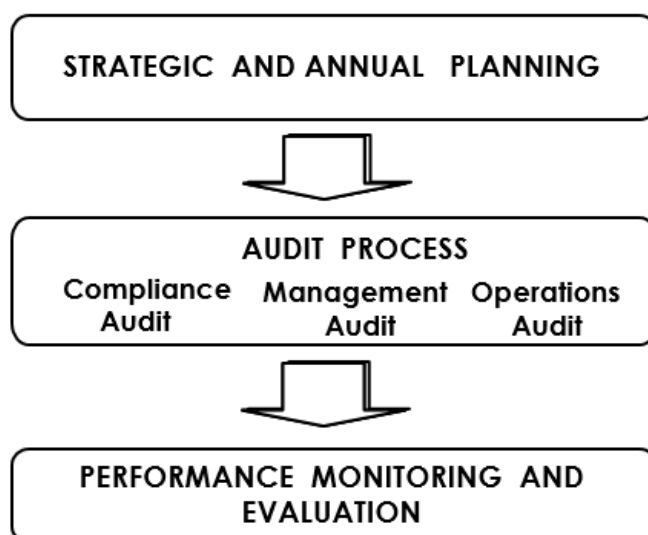 STRATEGIC AND ANNUAL PLANNING
AUDIT PROCESS
Compliance Management Operations
Audit Audit Audit
PERFORMANCE MONITORING AND
EVALUATION